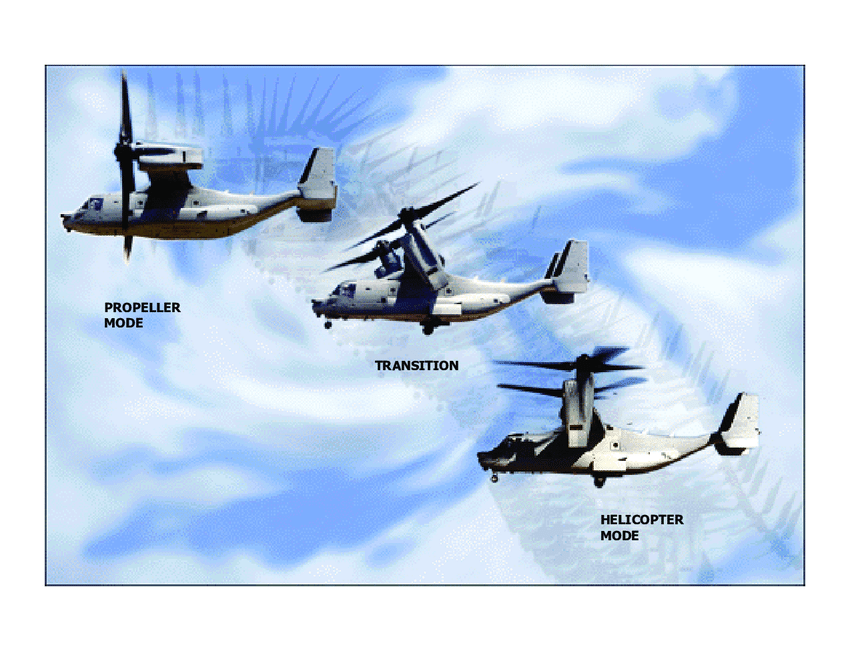 PROPELLER
MODE
TRANSITION
HELICOPTER
MODE